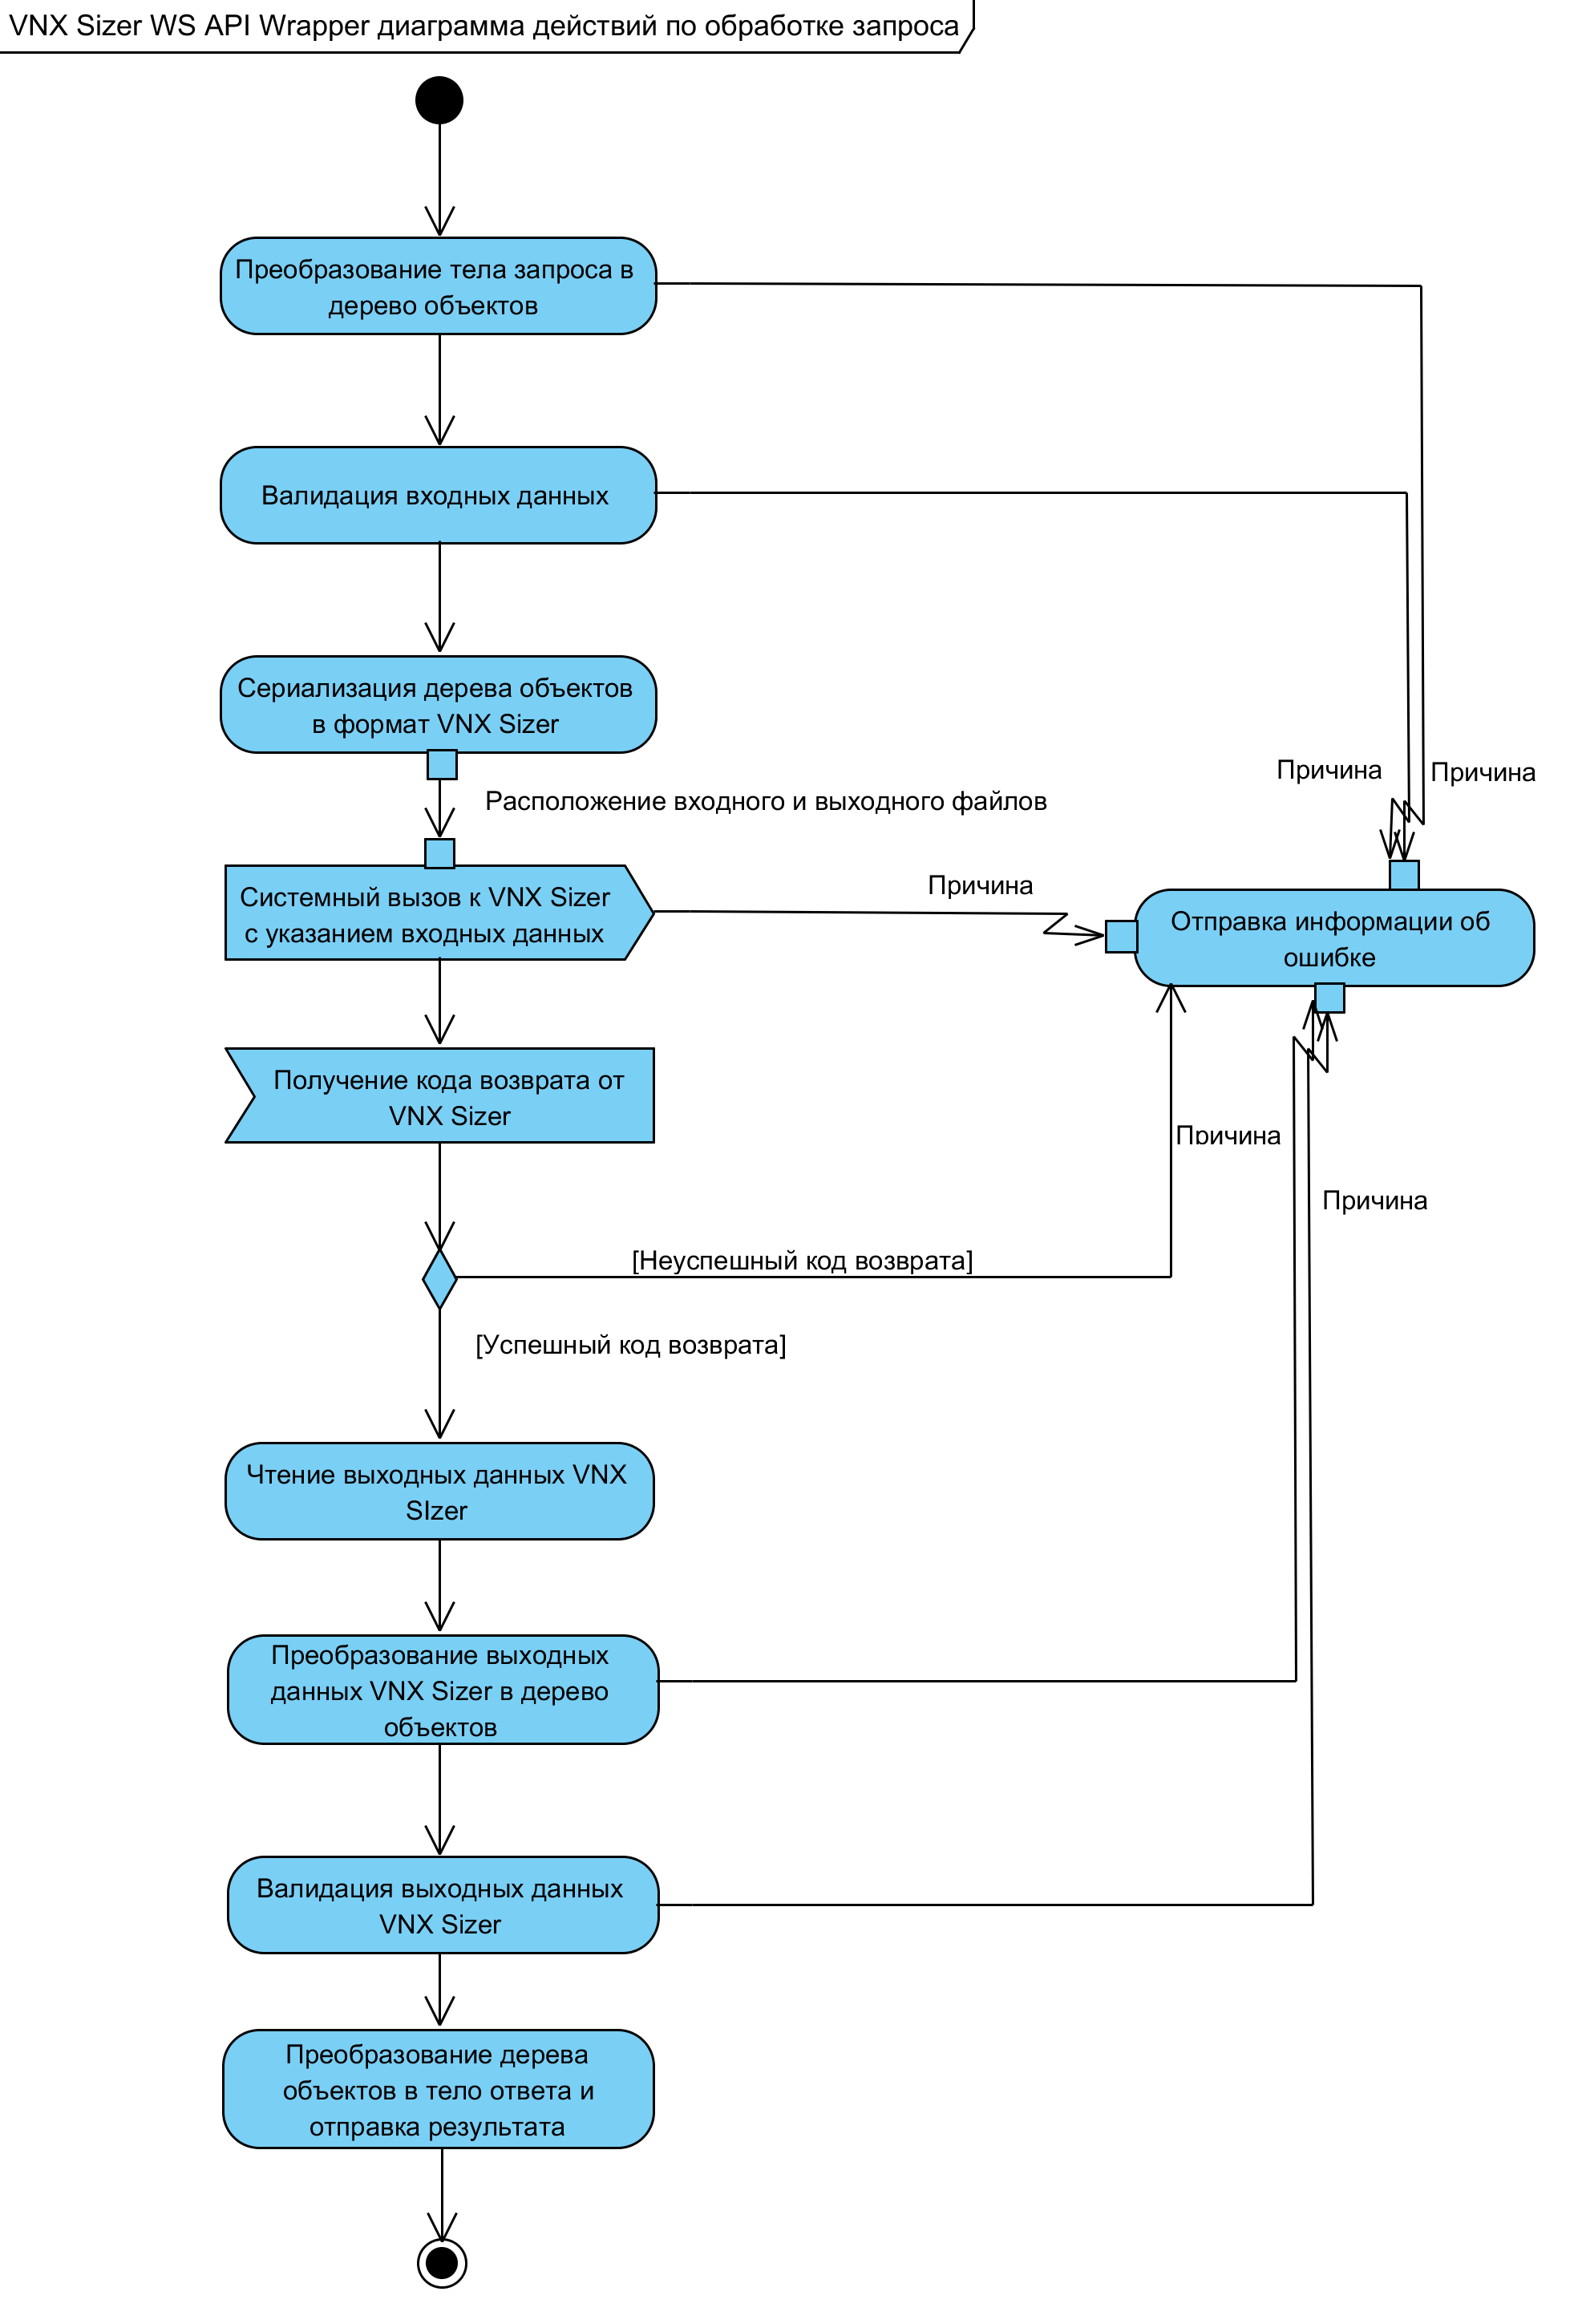 VNX Sizer WS API Wrapper диаграмма действий по обработке запроса
Преобразование тела запроса в
дерево объектов
Валидация входных данных
Сериализация дерева объектов
в формат VNX Sizer
Причина
Причина
Расположение входного и выходного файлов
Системный вызов к VNX Sizer
с указанием входных данных
Причина
Отправка информации об
ошибке
Получение кода возврата от
VNX Sizer
Причина
Причина
[Неуспешный код возврата]
[Успешный код возврата]
Чтение выходных данных VNX
SIzer
Преобразование выходных
данных VNX Sizer в дерево
объектов
Валидация выходных данных
VNX Sizer
Преобразование дерева
объектов в тело ответа и
отправка результата